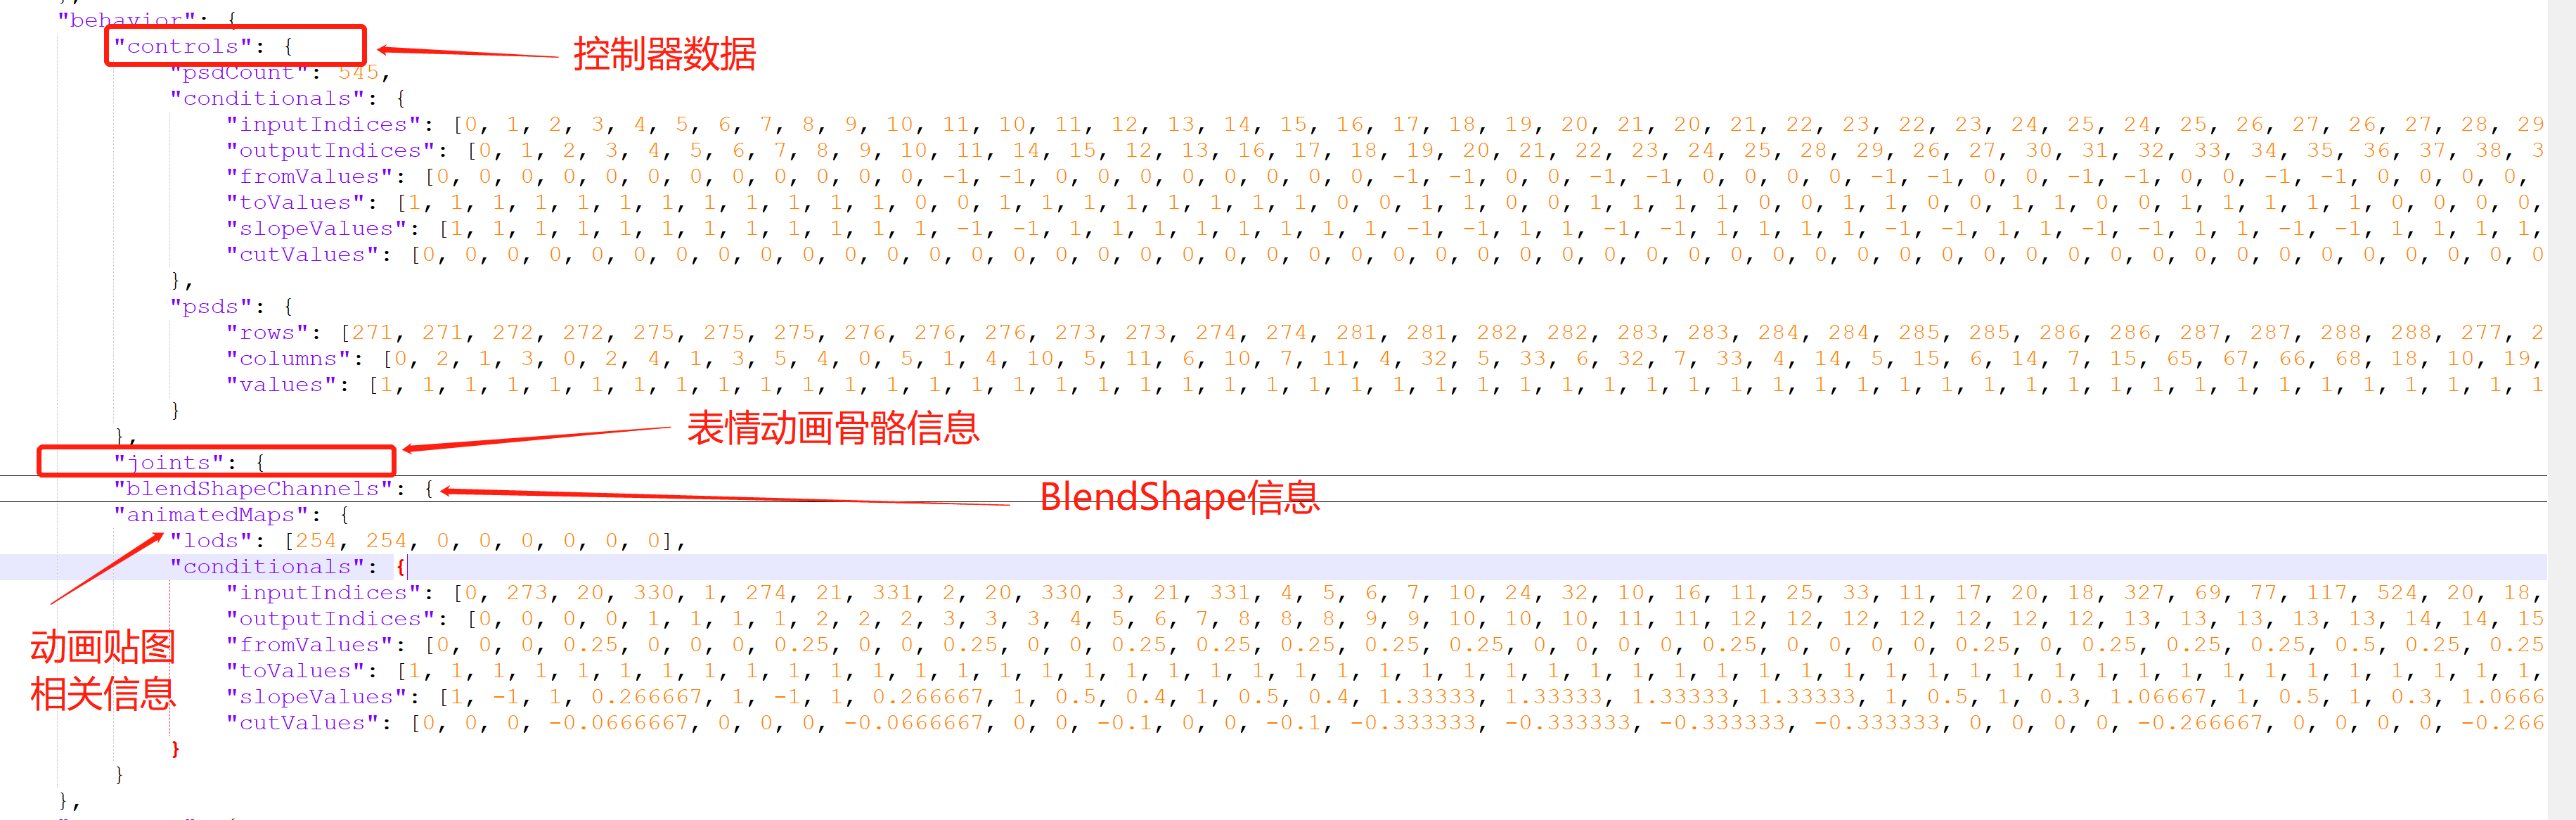 },
"behavior": {
"controls": {
控制器数据
"psdCount": 545,
"conditionals": {
"inputIndices": [0, 1, 2, 3, 4, 5, 6, 7, 8, 9, 10, 11, 10, 11, 12, 13, 14, 15, 16, 17, 18, 19, 20, 21, 20, 21, 22, 23, 22, 23, 24, 25, 24, 25, 26, 27, 26, 27, 28, 29
"outputIndices": [0, 1, 2, 3, 4, 5, 6, 7, 8, 9, 10, 11, 14, 15, 12, 13, 16, 17, 18, 19, 20, 21, 22, 23, 24, 25, 28, 29, 26, 27, 30, 31, 32, 33, 34, 35, 36, 37, 38, 3
"fromValues": [0, 0, 0, 0, 0, 0, 0, 0, 0, 0, 0, 0, -1, -1, 0, 0, 0, 0, 0, 0, 0, 0, -1, -1, 0, 0, -1, -1, 0, 0, 0, 0, -1, -1, 0, 0, -1, -1, 0, 0, -1, -1, 0, 0, 0, 0,
"toValues": [1, 1, 1, 1, 1, 1, 1, 1, 1, 1, 1, 1, 0, 0, 1, 1, 1, 1, 1, 1, 1, 1, 0, 0, 1, 1, 0, 0, 1, 1, 1, 1, 0, 0, 1, 1, 0, 0, 1, 1, 0, 0, 1, 1, 1, 1, 1, 0, 0, 0, 0,
"slopeValues": [1, 1, 1, 1, 1, 1, 1, 1, 1, 1, 1, 1, -1, -1, 1, 1, 1, 1, 1, 1, 1, 1, -1, -1, 1, 1, -1, -1, 1, 1, 1, 1, -1, -1, 1, 1, -1, -1, 1, 1, -1, -1, 1, 1, 1, 1,
"cutValues": [0, 0, 0, 0, 0, 0, 0, 0, 0, 0, 0, 0, 0, 0, 0, 0, 0, 0, 0, 0, 0, 0, 0, 0, 0, 0, 0, 0, 0, 0, 0, 0, 0, 0, 0, 0, 0, 0, 0, 0, 0, 0, 0, 0, 0, 0, 0, 0, 0, 0, 0
},
"psds": {
"rows": [271, 271, 272, 272, 275, 275, 275, 276, 276, 276, 273, 273, 274, 274, 281, 281, 282, 282, 283, 283, 284, 284, 285, 285, 286, 286, 287, 287, 288, 288, 277, 2
"columns": [0, 2, 1, 3, 0, 2, 4, 1, 3, 5, 4, 0, 5, 1, 4, 10, 5, 11, 6, 10, 7, 11, 4, 32, 5, 33, 6, 32, 7, 33, 4, 14, 5, 15, 6, 14, 7, 15, 65, 67, 66, 68, 18, 10, 19,
"values": [1, 1, 1, 1, 1, 1, 1, 1, 1, 1, 1, 1, 1, 1, 1, 1, 1, 1, 1, 1, 1, 1, 1, 1, 1, 1, 1, 1, 1, 1, 1, 1, 1, 1, 1, 1, 1, 1, 1, 1, 1, 1, 1, 1, 1, 1, 1, 1, 1, 1, 1, 1
}
表情动画骨骼信息
},
"joints": {
"blendShapeChannels": {
BlendShape信息
"animatedMaps": {
"lods": [254, 254, 0, 0, 0, 0, 0, 0],
"conditionals": {
"inputIndices": [0, 273, 20, 330, 1, 274, 21, 331, 2, 20, 330, 3, 21, 331, 4, 5, 6, 7, 10, 24, 32, 10, 16, 11, 25, 33, 11, 17, 20, 18, 327, 69, 77, 117, 524, 20, 18,
"outputIndices": [0, 0, 0, 0, 1, 1, 1, 1, 2, 2, 2, 3, 3, 3, 4, 5, 6, 7, 8, 8, 8, 9, 9, 10, 10, 10, 11, 11, 12, 12, 12, 12, 12, 12, 13, 13, 13, 13, 13, 13, 14, 14, 15
动画贴图
相关信息
"fromValues": [0, 0, 0, 0.25, 0, 0, 0, 0.25, 0, 0, 0.25, 0, 0, 0.25, 0.25, 0.25, 0.25, 0.25, 0, 0, 0, 0, 0.25, 0, 0, 0, 0, 0.25, 0, 0.25, 0.25, 0.25, 0.5, 0.25, 0.25
"toValues": [1, 1, 1, 1, 1, 1, 1, 1, 1, 1, 1, 1, 1, 1, 1, 1, 1, 1, 1, 1, 1, 1, 1, 1, 1, 1, 1, 1, 1, 1, 1, 1, 1, 1, 1, 1, 1, 1, 1, 1, 1, 1, 1, 1, 1, 1, 1, 1, 1, 1, 1,
"slopeValues": [1, -1, 1, 0.266667, 1, -1, 1, 0.266667, 1, 0.5, 0.4, 1, 0.5, 0.4, 1.33333, 1.33333, 1.33333, 1.33333, 1, 0.5, 1, 0.3, 1.06667, 1, 0.5, 1, 0.3, 1.0666
"cutValues": [0, 0, 0, -0.0666667, 0, 0, 0, -0.0666667, 0, 0, -0.1, 0, 0, -0.1, -0.333333, -0.333333, -0.333333, -0.333333, 0, 0, 0, 0, -0.266667, 0, 0, 0, 0, -0.266
}
}
},